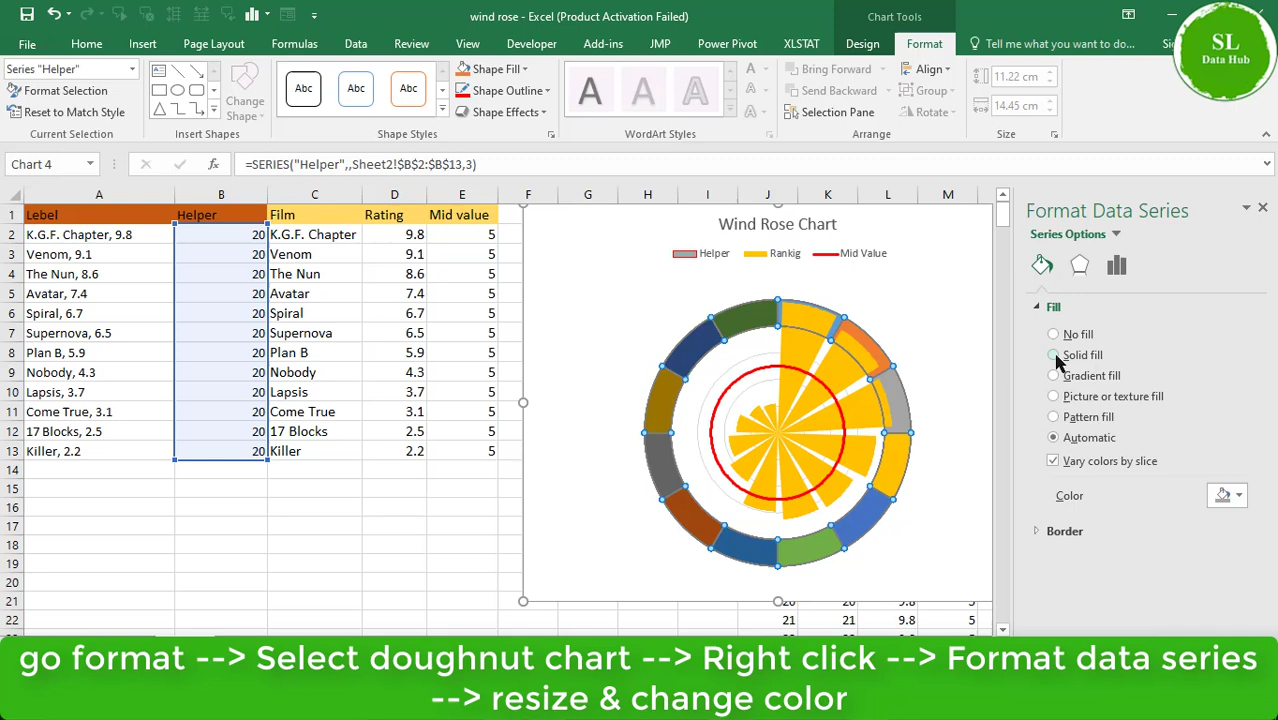 wind rose - Excel (Product Activation Failed)
Chart Tools
File Home Insert Page Layout Formulas Data Review View Developer Add-ins JMP Power Pivot XLSTAT Design Format Tell me what you want to do...
SL
Data Hub
Series "Helper"
Format Selection
Reset to Match Style
Current Selection
Change
Shape
Insert Shapes
Abc Abc Abc
Shape Fill
Shape Outline
Shape Effects
Shape Styles
A A A
WordArt Styles
Bring Forward
Send Backward
Selection Pane
Align
Group
Rotate
Arrange
11.22 cm
14.45 cm
Size
Chart 4
fx
=SERIES("Helper",,Sheet2!$B$2:$B$13,3)
A B C D E F G H I J K L M
1 Lebel Helper Film Rating Mid value
2 K.G.F. Chapter, 9.8 20 K.G.F. Chapter 9.8 5
3 Venom, 9.1 20 Venom 9.1 5
4 The Nun, 8.6 20 The Nun 8.6 5
5 Avatar, 7.4 20 Avatar 7.4 5
6 Spiral, 6.7 20 Spiral 6.7 5
7 Supernova, 6.5 20 Supernova 6.5 5
8 Plan B, 5.9 20 Plan B 5.9 5
9 Nobody, 4.3 20 Nobody 4.3 5
10 Lapsis, 3.7 20 Lapsis 3.7 5
11 Come True, 3.1 20 Come True 3.1 5
12 17 Blocks, 2.5 20 17 Blocks 2.5 5
13 Killer, 2.2 20 Killer 2.2 5
14
15
16
17
18
19
20
21 20 20 9.8 5
22 21 21 9.8 5
Wind Rose Chart
Helper Rankig Mid Value
Format Data Series
Series Options
Fill
No fill
Solid fill
Gradient fill
Picture or texture fill
Pattern fill
Automatic
Vary colors by slice
Color
Border
go format --> Select doughnut chart --> Right click --> Format data series
--> resize & change color